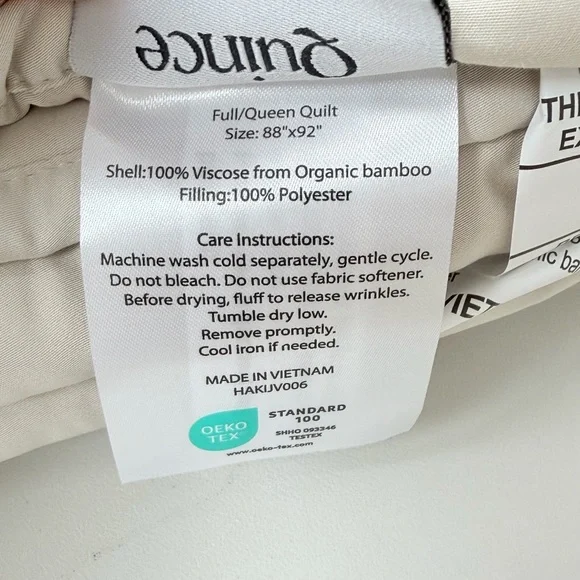 Quince
Full/Queen Quilt
Size: 88"x92"
Shell:100% Viscose from Organic bamboo
Filling:100% Polyester
Care Instructions:
Machine wash cold separately, gentle cycle.
Do not bleach. Do not use fabric softener.
Before drying, fluff to release wrinkles.
Tumble dry low.
Remove promptly.
Cool iron if needed.
MADE IN VIETNAM
HAKIJV006
OEKO
TEX
STANDARD
100
SHHO 093346
TESTEX
www.oeko-tex.com